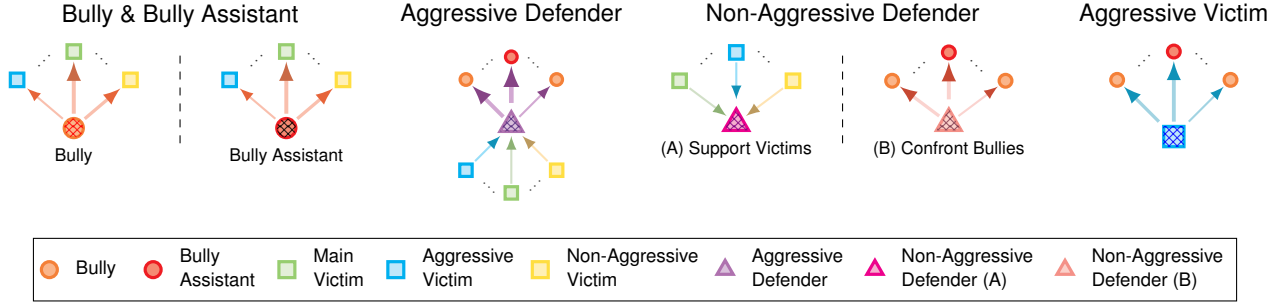 Bully & Bully Assistant
Aggressive Defender
Non-Aggressive Defender
Aggressive Victim
Bully
Bully Assistant
(A) Support Victims
(B) Confront Bullies
Bully
Bully
Assistant
Main
Victim
Aggressive
Victim
Non-Aggressive
Victim
Aggressive
Defender
Non-Aggressive
Defender (A)
Non-Aggressive
Defender (B)